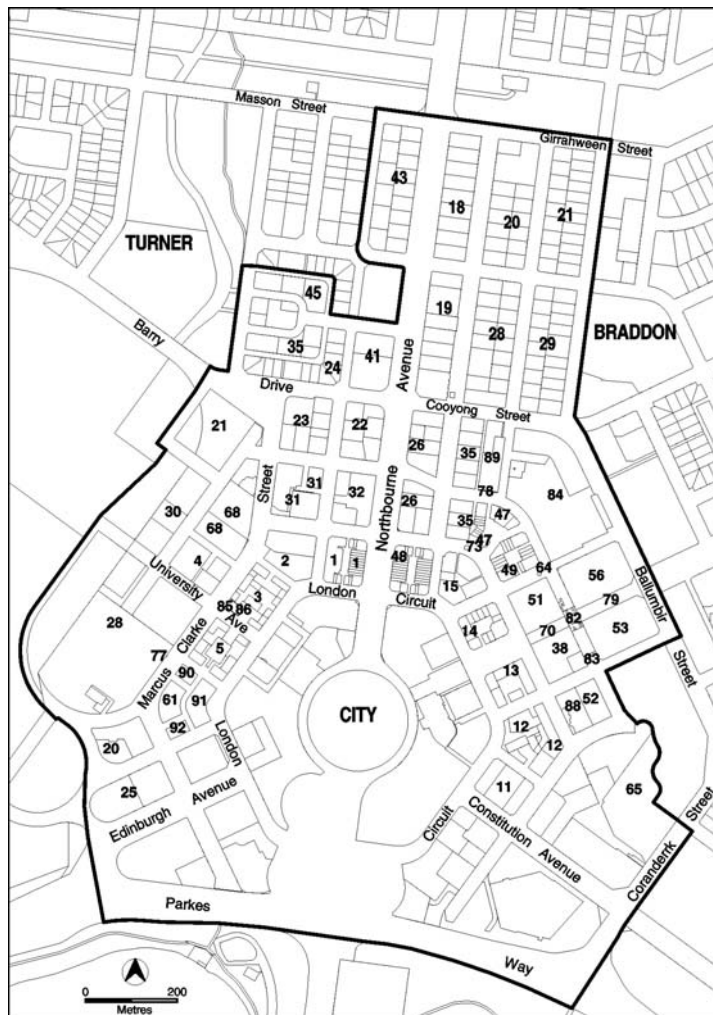 Masson Street
Girrahween Street
43
18
20
21
TURNER
45
19
28
29
BRADDON
35
24
41
Barry
Drive
Avenue
Cooyong Street
21
23
22
26
35
89
78
84
Street
31
31
32
Northbourne
26
35
47
47
73
30
68
68
4
2
1
1
48
15
49
64
56
79
Ballumbir
University
London
Circuit
51
82
53
28
85
86
3
Ave
14
70
38
83
Marcus Clarke
77
5
90
13
61
91
92
CITY
88
52
12
12
20
London
11
65
Street
25
Edinburgh Avenue
Circuit
Constitution Avenue
Coranderrk
Street
Parkes
Way
0 200
Metres